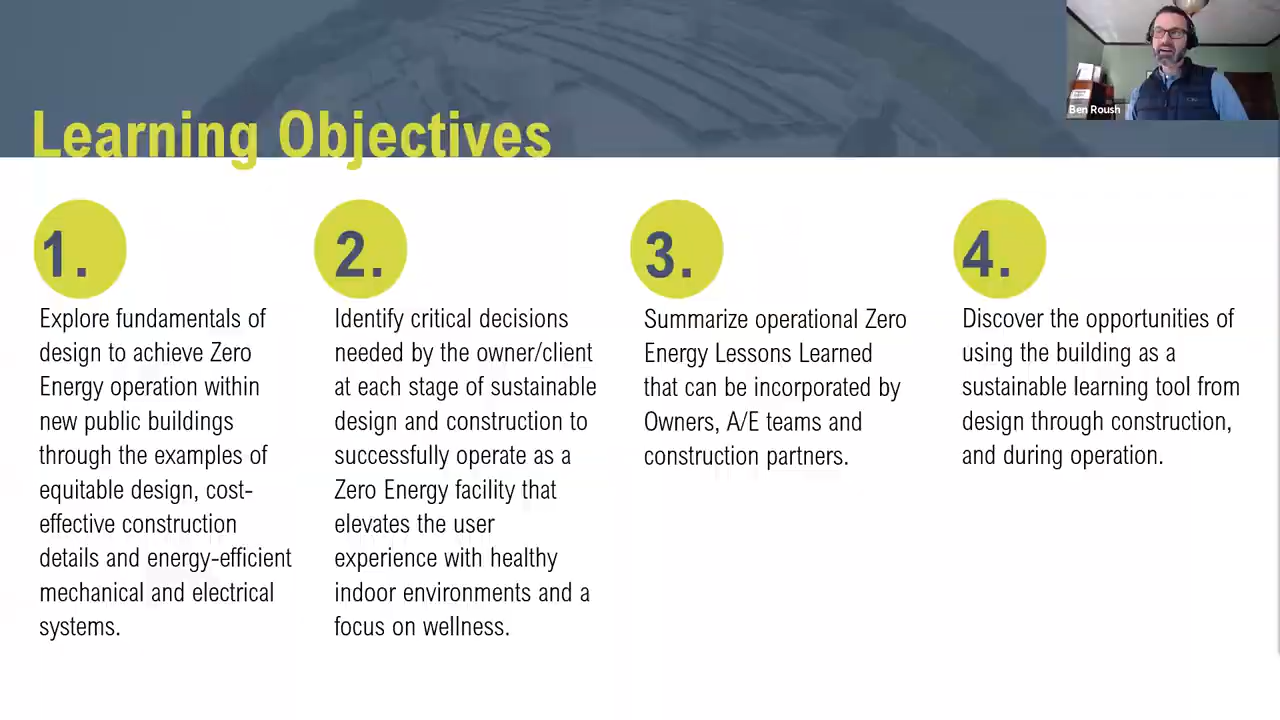 Learning Objectives
Ben Roush
1.
Explore fundamentals of
design to achieve Zero
Energy operation within
new public buildings
through the examples of
equitable design, cost-
effective construction
details and energy-efficient
mechanical and electrical
systems.
2.
Identify critical decisions
needed by the owner/client
at each stage of sustainable
design and construction to
successfully operate as a
Zero Energy facility that
elevates the user
experience with healthy
indoor environments and a
focus on wellness.
3.
Summarize operational Zero
Energy Lessons Learned
that can be incorporated by
Owners, A/E teams and
construction partners.
4.
Discover the opportunities of
using the building as a
sustainable learning tool from
design through construction,
and during operation.